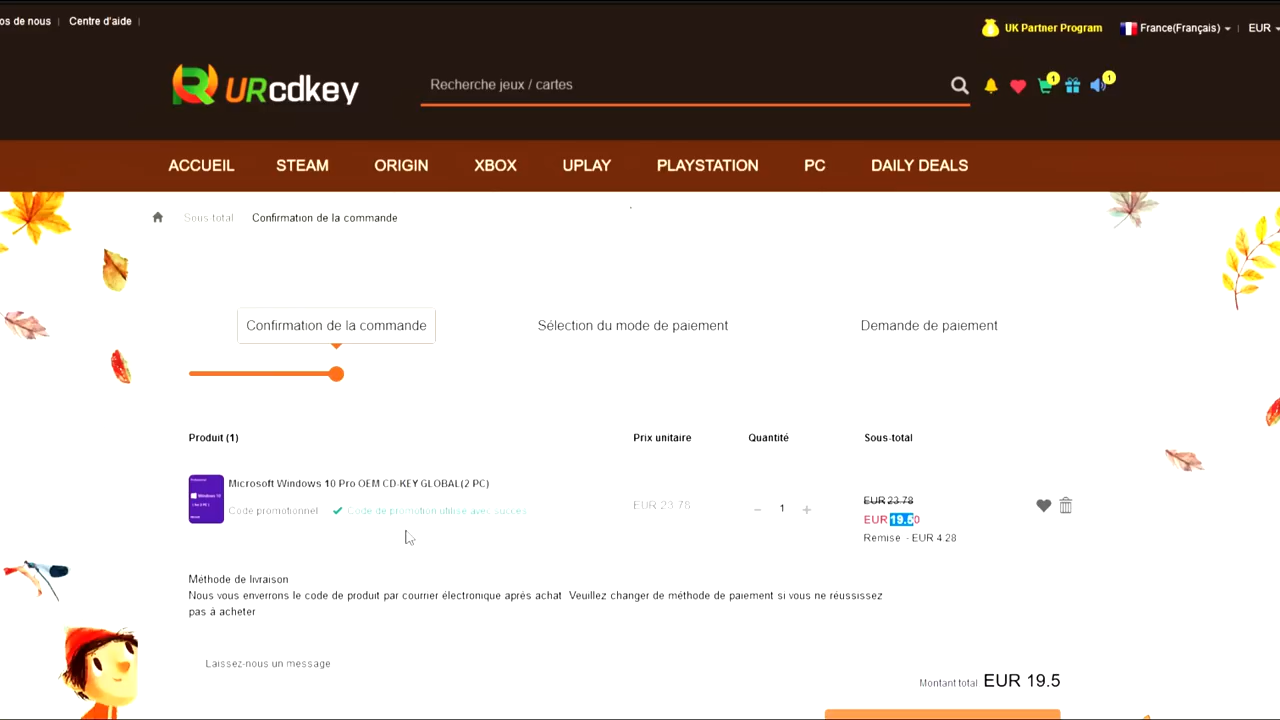 os de nous | Centre d'aide |
UK Partner Program France(Français) | EUR
URcdkey
Recherche jeux / cartes
1
1
ACCUEIL STEAM ORIGIN XBOX UPLAY PLAYSTATION PC DAILY DEALS
Sous total Confirmation de la commande
Confirmation de la commande Sélection du mode de paiement Demande de paiement
Produit (1) Prix unitaire Quantité Sous-total
Microsoft Windows 10 Pro OEM CD-KEY GLOBAL(2 PC)
Code promotionnel Code de promotion utilisé avec succès
EUR 23.78 − 1 +
EUR 23.78
EUR 19.50
Remise - EUR 4.28
Méthode de livraison
Nous vous enverrons le code de produit par courrier électronique après achat Veuillez changer de méthode de paiement si vous ne réussissez
pas à acheter
Laissez-nous un message
Montant total EUR 19.5